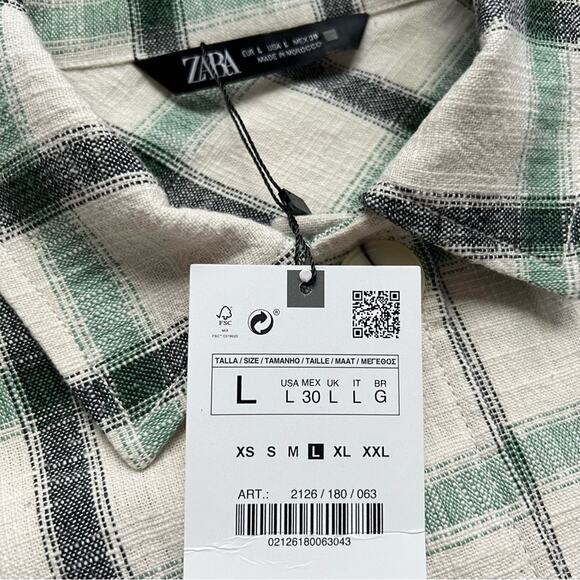 ZARA
EUR L USA L MEX 30
MADE IN MOROCCO
FSC
MIX
TALLA / SIZE / TAMANHO / TAILLE / MAAT / ΜΕΓΕΘΟΣ
L
USA MEX UK IT BR
L 30 L L G
XS S M L XL XXL
ART.: 2126 / 180 / 063
02126180063043